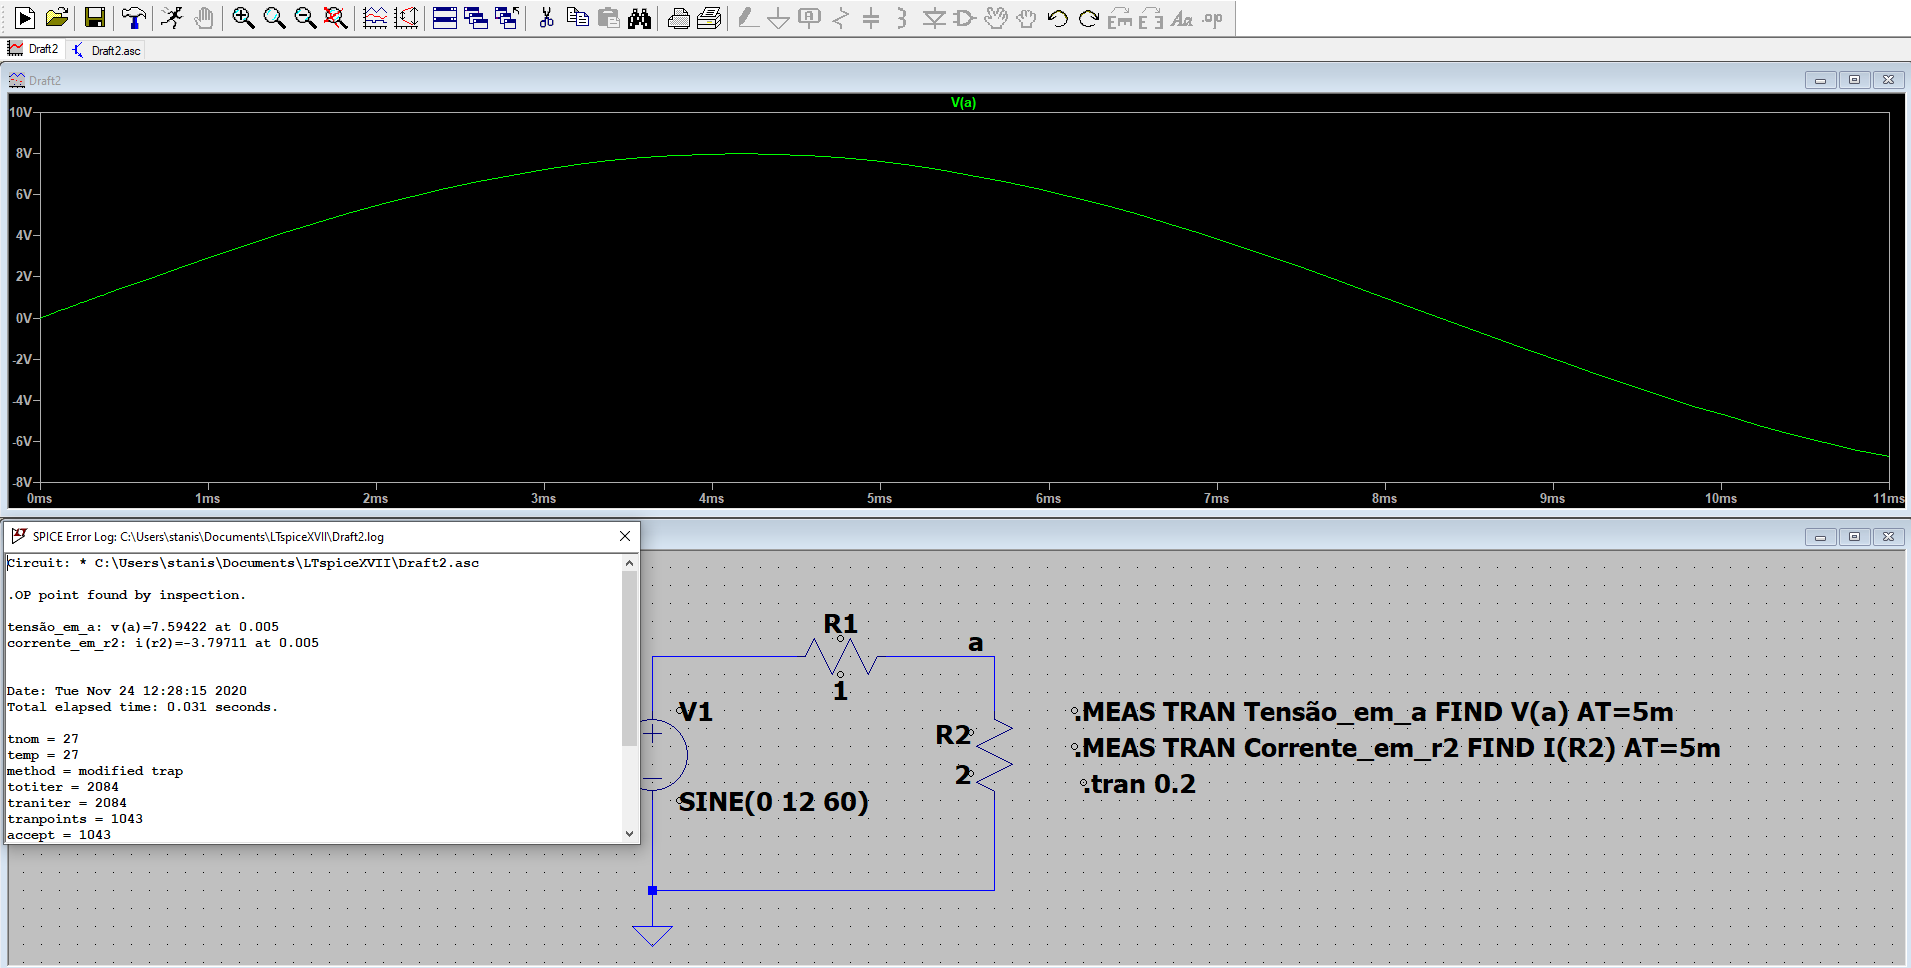 Draft2
Draft2.asc
Draft2
V(a)
10V
8V
6V
4V
2V
0V
-2V
-4V
-6V
-8V
0ms 1ms 2ms 3ms 4ms 5ms 6ms 7ms 8ms 9ms 10ms 11ms
SPICE Error Log: C:\Users\stanis\Documents\LTspiceXVII\Draft2.log
Circuit: * C:\Users\stanis\Documents\LTspiceXVII\Draft2.asc
.OP point found by inspection.
tensão_em_a: v(a)=7.59422 at 0.005
corrente_em_r2: i(r2)=-3.79711 at 0.005
Date: Tue Nov 24 12:28:15 2020
Total elapsed time: 0.031 seconds.
tnom = 27
temp = 27
method = modified trap
totiter = 2084
traniter = 2084
tranpoints = 1043
accept = 1043
R1
1
a
V1
SINE(0 12 60)
R2
2
.MEAS TRAN Tensão_em_a FIND V(a) AT=5m
.MEAS TRAN Corrente_em_r2 FIND I(R2) AT=5m
.tran 0.2